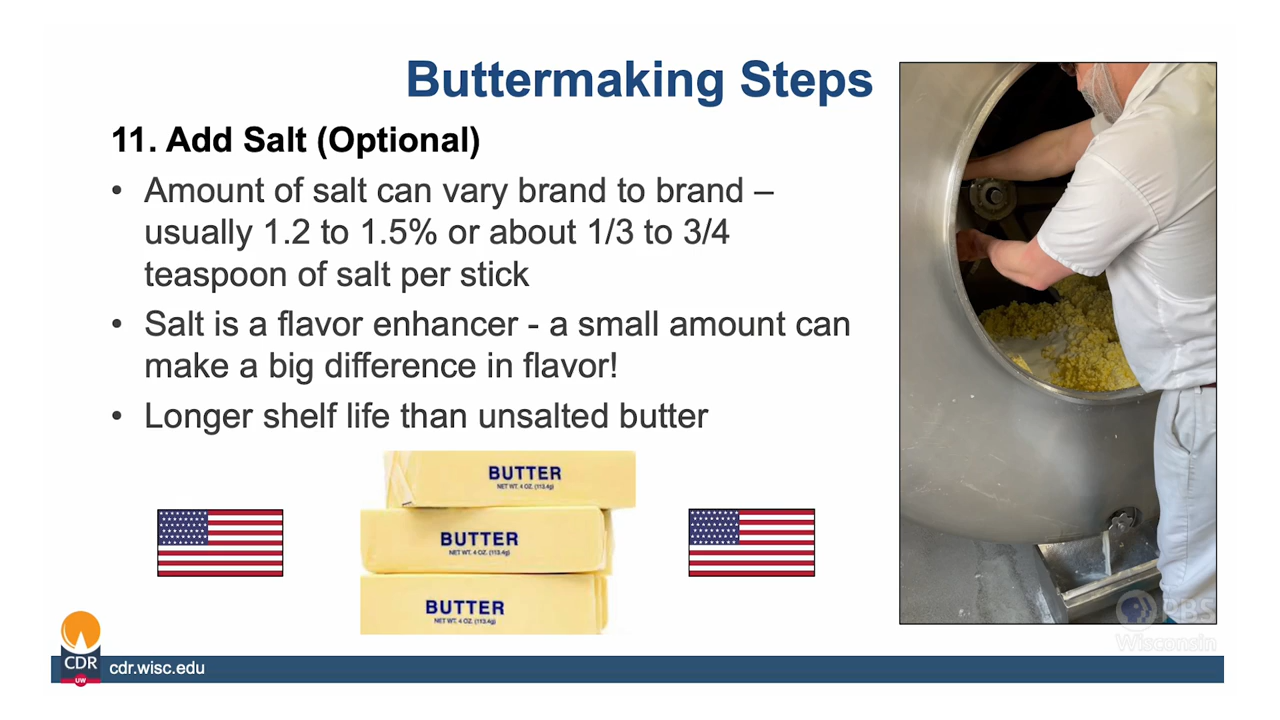 Buttermaking Steps
11. Add Salt (Optional)
• Amount of salt can vary brand to brand –
usually 1.2 to 1.5% or about 1/3 to 3/4
teaspoon of salt per stick
• Salt is a flavor enhancer - a small amount can
make a big difference in flavor!
• Longer shelf life than unsalted butter
BUTTER
NET WT. 4 OZ. (113.4g)
BUTTER
NET WT. 4 OZ. (113.4g)
BUTTER
NET WT. 4 OZ. (113.4g)
PBS
Wisconsin
CDR
UW
cdr.wisc.edu